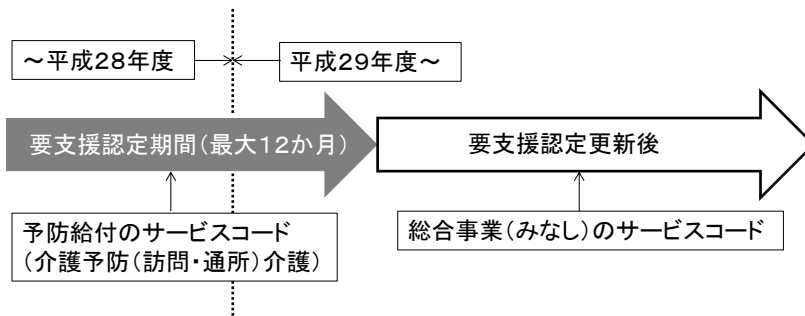 ～平成２８年度
平成２９年度～
要支援認定期間（最大１２か月）
要支援認定更新後
予防給付のサービスコード
（介護予防（訪問・通所）介護）
総合事業（みなし）のサービスコード